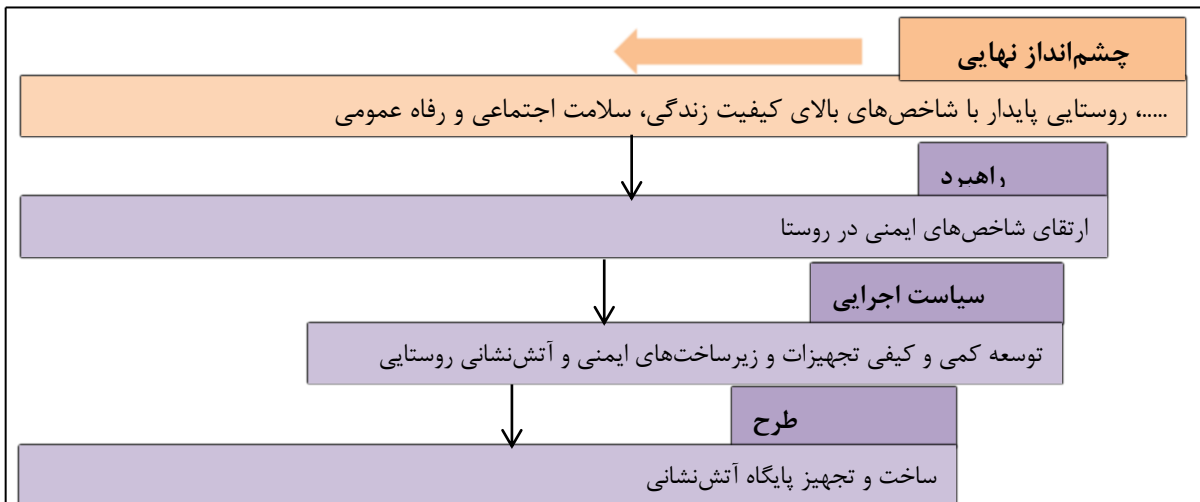 چشم‌انداز نهایی
.....، روستایی پایدار با شاخص‌های بالای کیفیت زندگی، سلامت اجتماعی و رفاه عمومی
راهبرد
ارتقای شاخص‌های ایمنی در روستا
سیاست اجرایی
توسعه کمی و کیفی تجهیزات و زیرساخت‌های ایمنی و آتش‌نشانی روستایی
طرح
ساخت و تجهیز پایگاه آتش‌نشانی